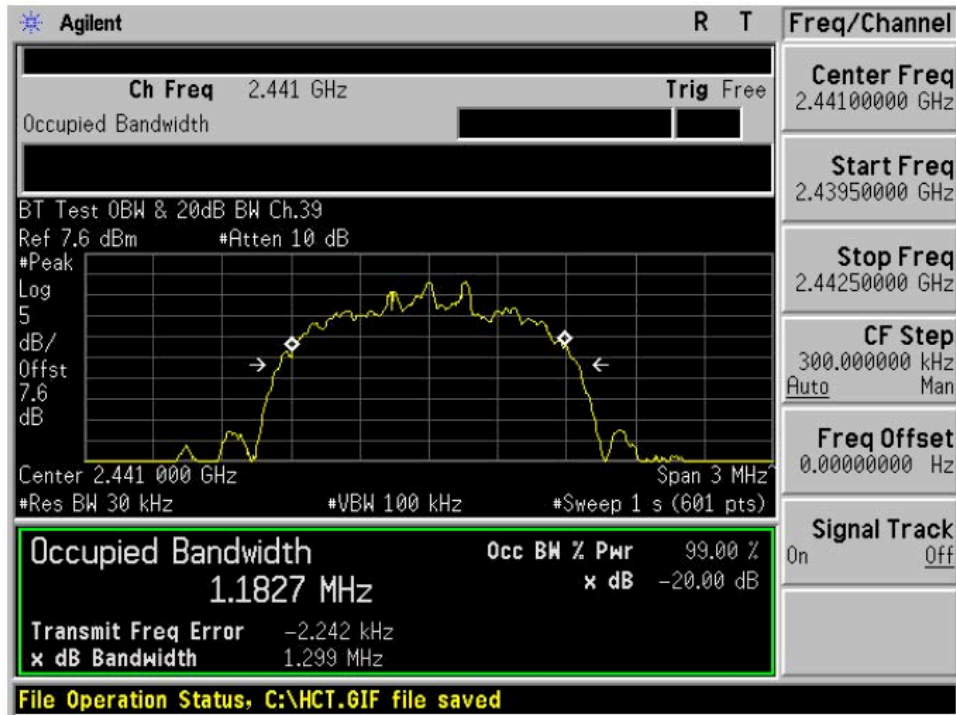 Agilent R T Freq/Channel
Ch Freq 2.441 GHz Trig Free
Occupied Bandwidth
Center Freq
2.44100000 GHz
Start Freq
2.43950000 GHz
Stop Freq
2.44250000 GHz
CF Step
300.000000 kHz
Auto Man
Freq Offset
0.00000000 Hz
Signal Track
On Off
BT Test OBW & 20dB BW Ch.39
Ref 7.6 dBm #Atten 10 dB
#Peak
Log
5
dB/
Offst
7.6
dB
Center 2.441 000 GHz Span 3 MHz
#Res BW 30 kHz #VBW 100 kHz #Sweep 1 s (601 pts)
Occupied Bandwidth Occ BW % Pwr 99.00 %
1.1827 MHz x dB -20.00 dB
Transmit Freq Error -2.242 kHz
x dB Bandwidth 1.299 MHz
File Operation Status, C:\HCT.GIF file saved